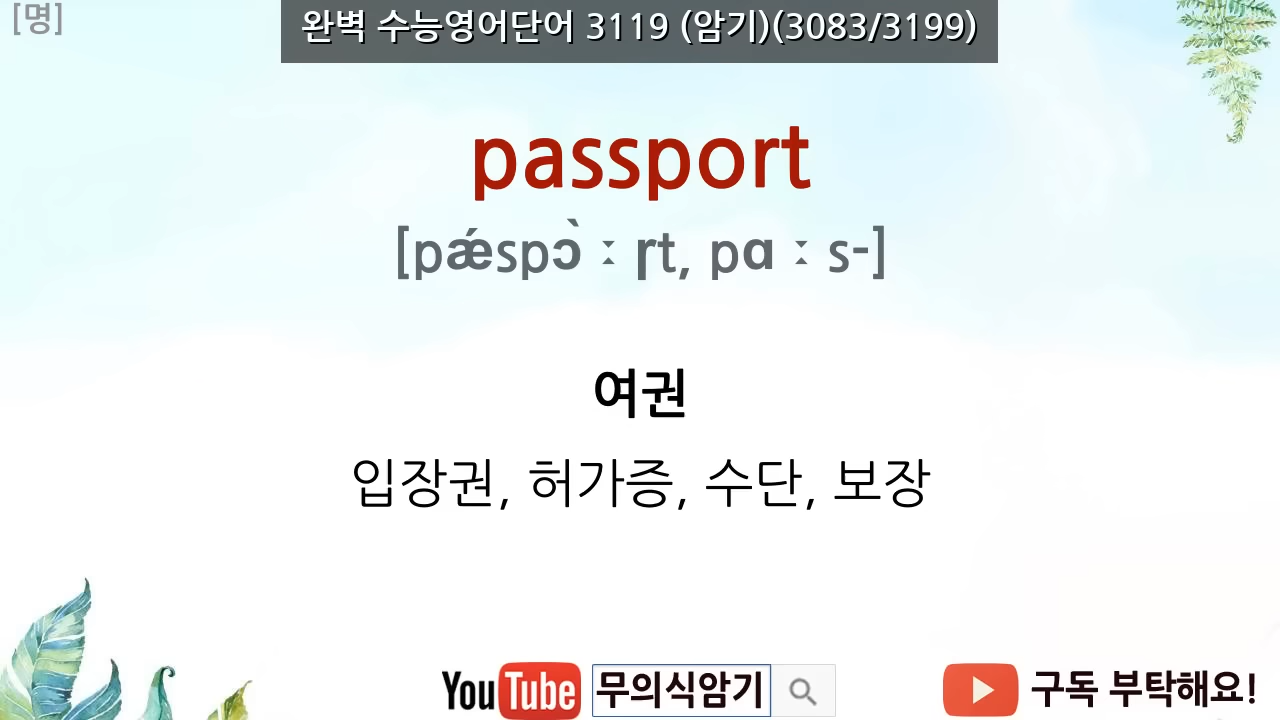 [명]
완벽 수능영어단어 3119 (암기)(3083/3199)
passport
[pǽspɔ̀ːrt, pɑːs-]
여권
입장권, 허가증, 수단, 보장
YouTube 무의식암기
구독 부탁해요!